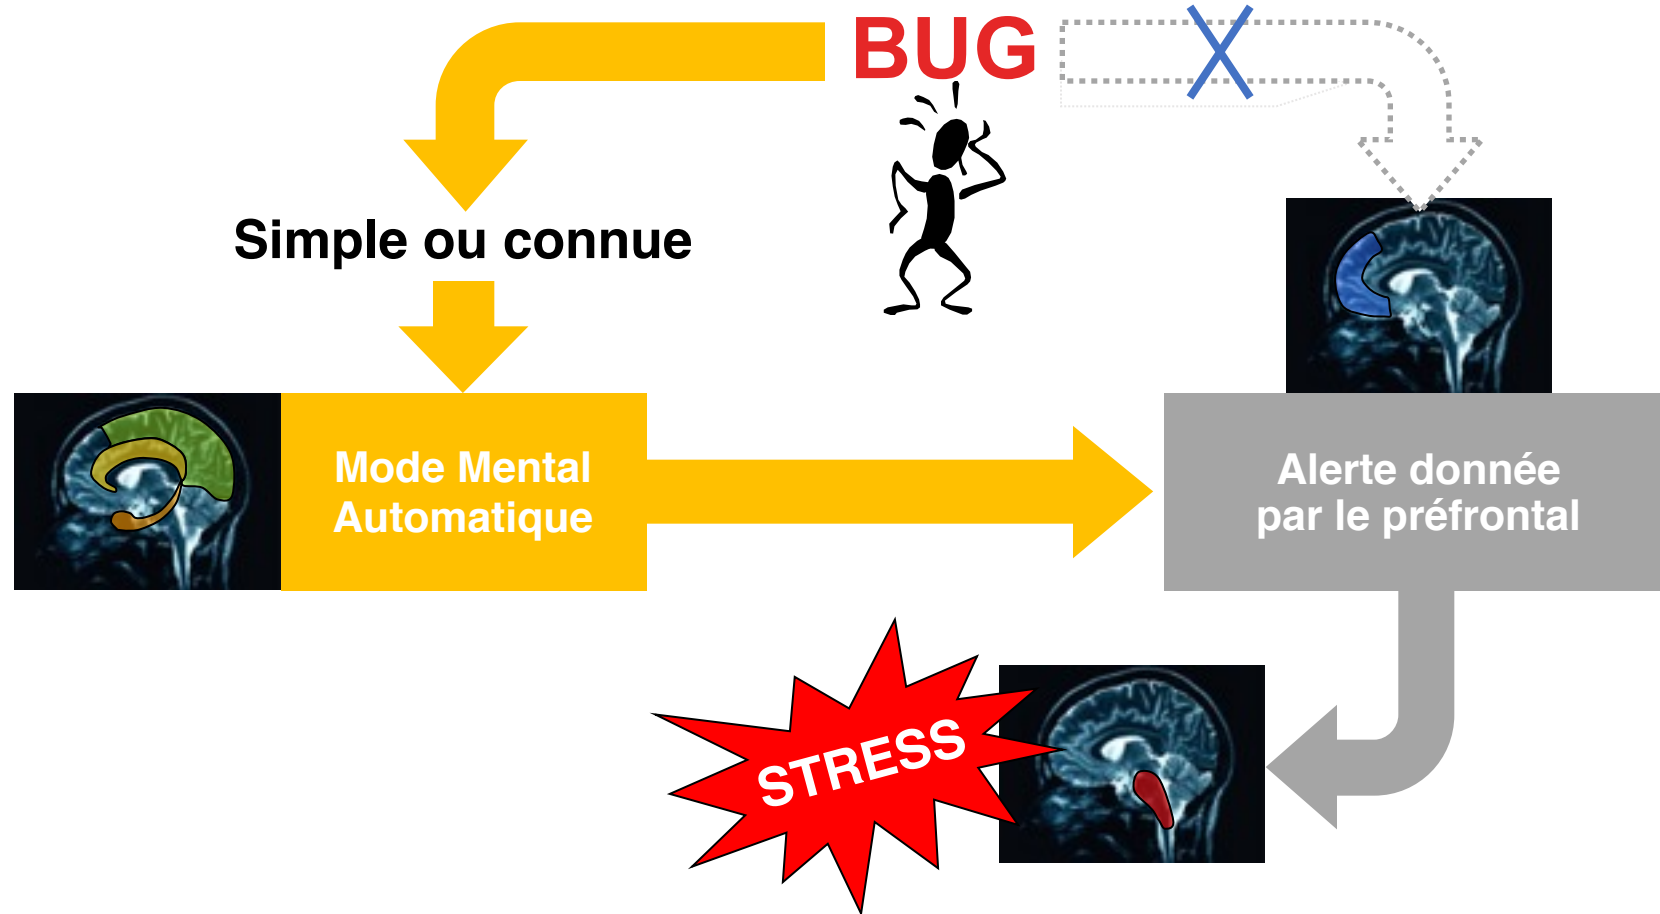 BUG
Simple ou connue
Mode Mental
Automatique
Alerte donnée
par le préfrontal
STRESS